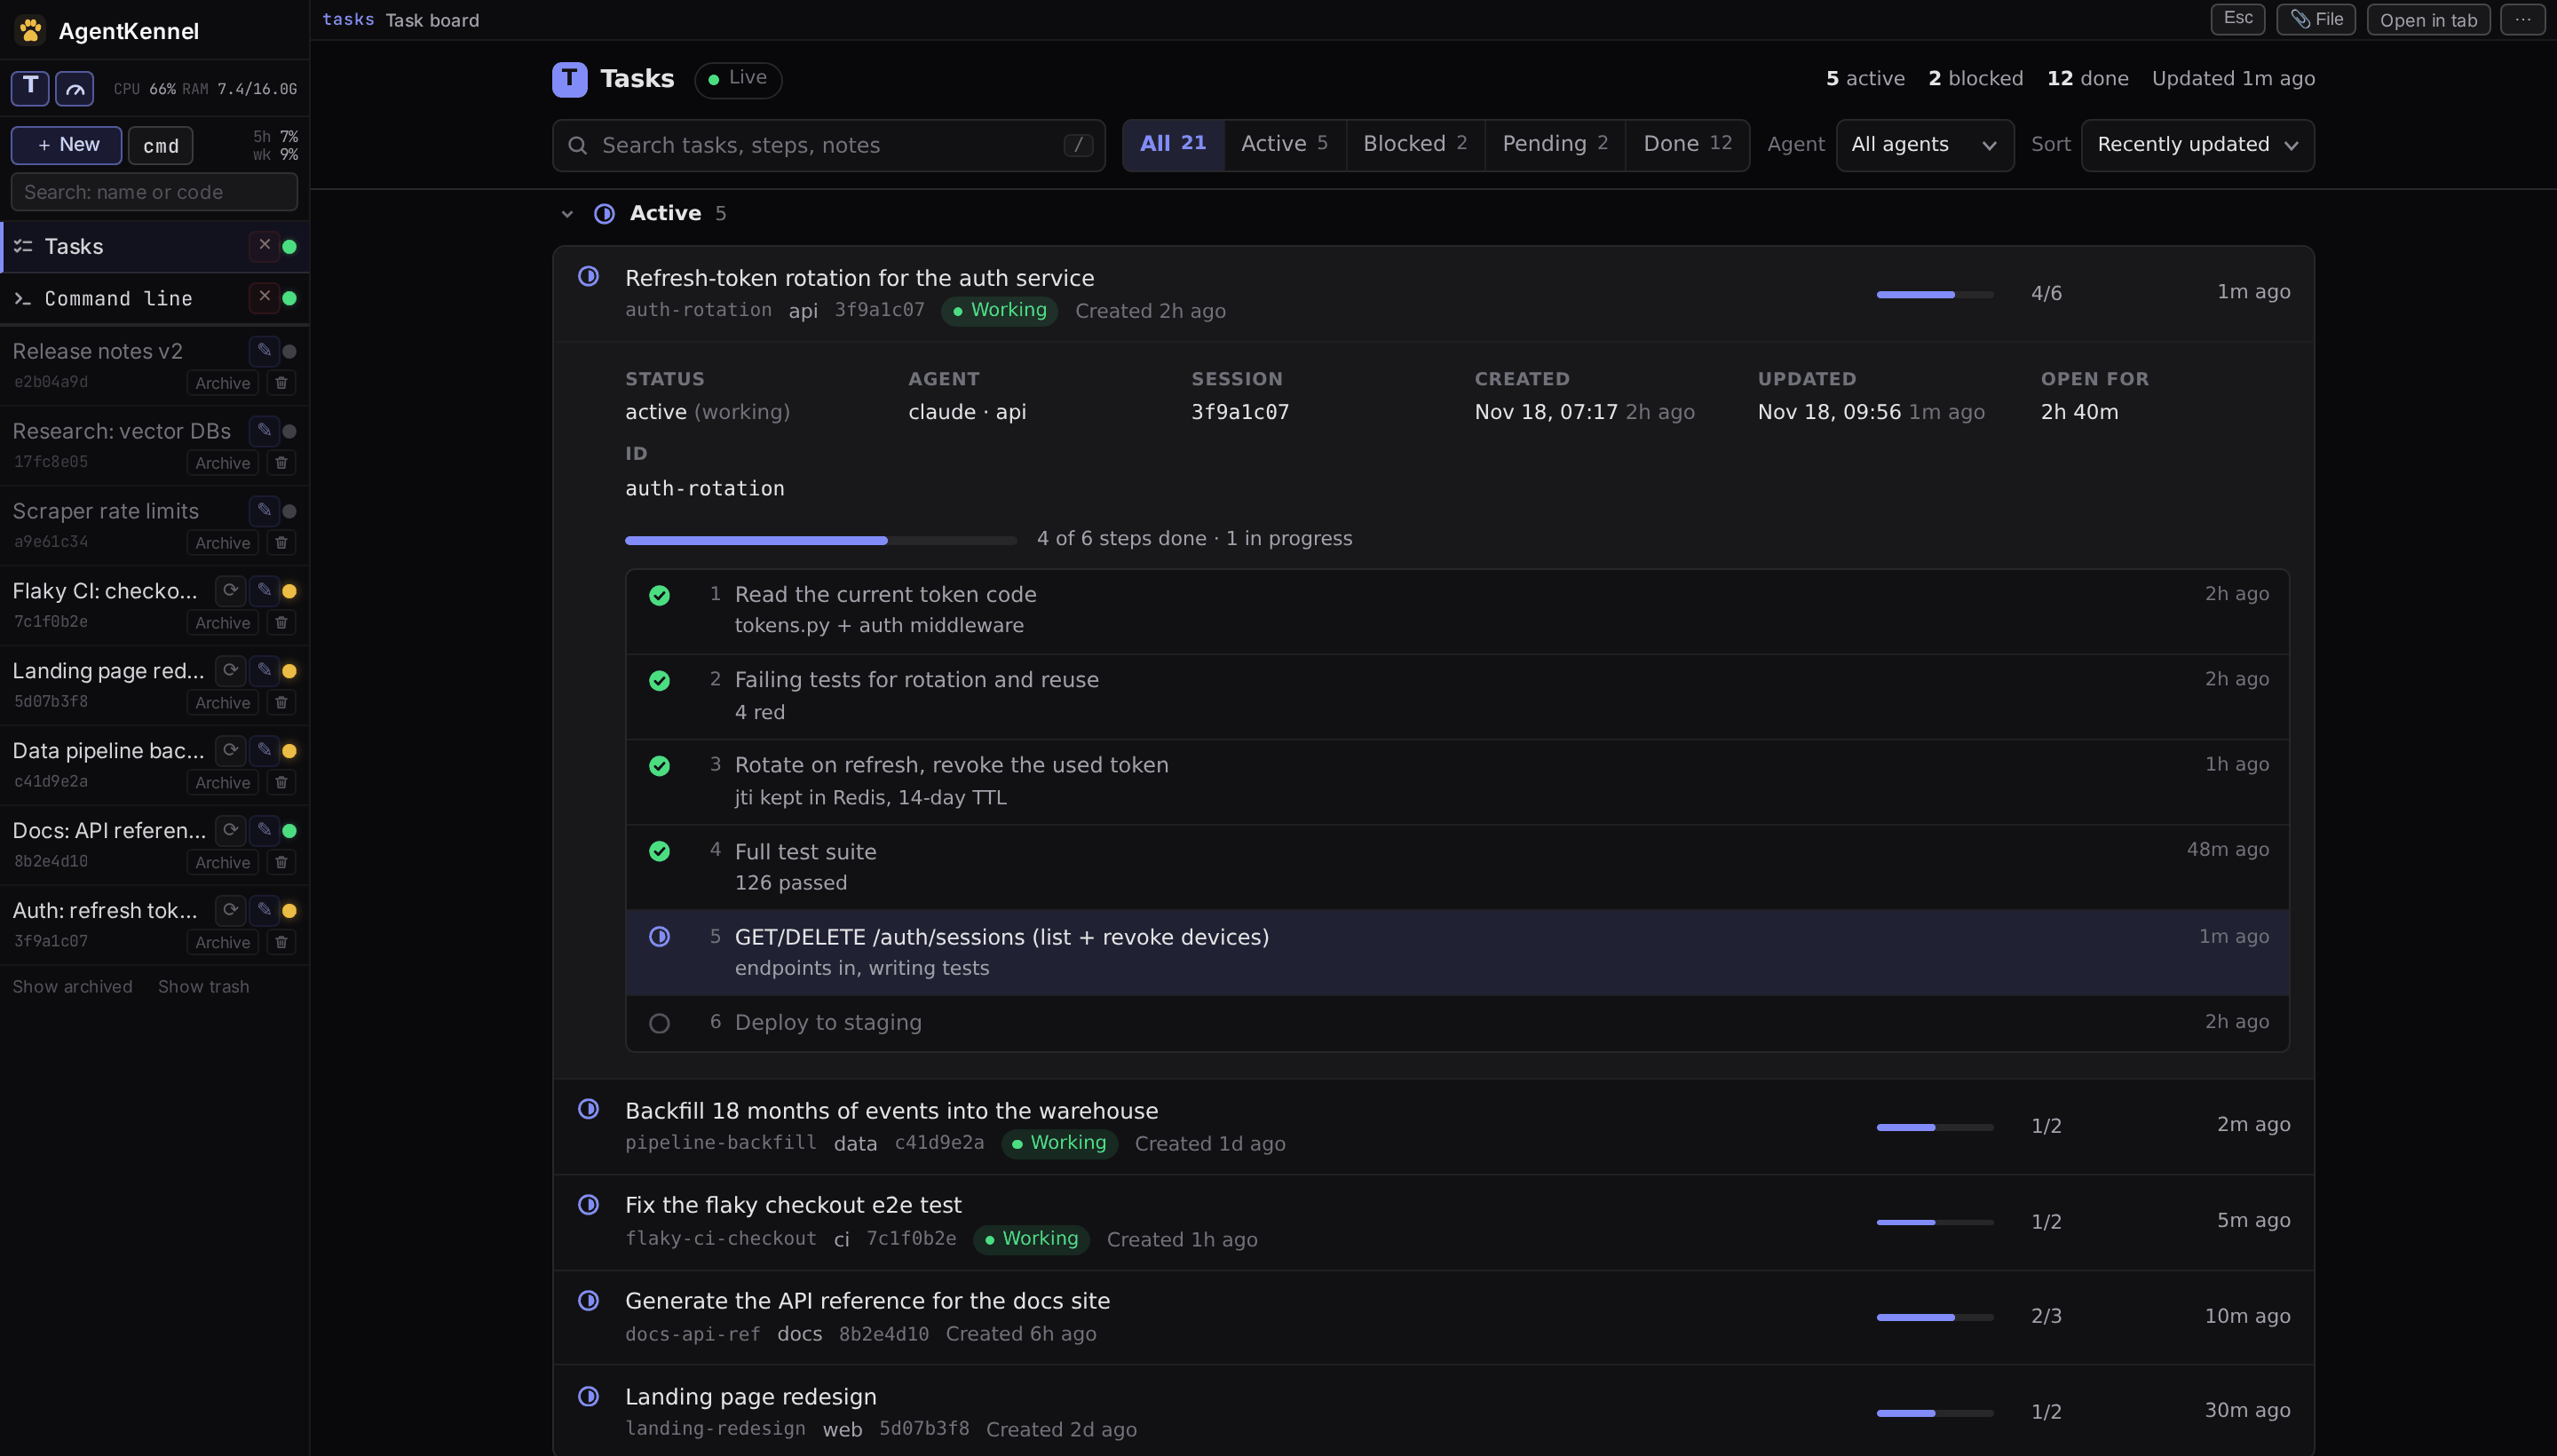 AgentKennel
T CPU 66% RAM 7.4/16.0G
+ New cmd 5h 7%
wk 9%
Search: name or code
Tasks
Command line
Release notes v2
e2b04a9d Archive
Research: vector DBs
17fc8e05 Archive
Scraper rate limits
a9e61c34 Archive
Flaky CI: checko...
7c1f0b2e Archive
Landing page red...
5d07b3f8 Archive
Data pipeline bac...
c41d9e2a Archive
Docs: API referen...
8b2e4d10 Archive
Auth: refresh tok...
3f9a1c07 Archive
Show archived Show trash
tasks Task board Esc File Open in tab ...
T Tasks Live 5 active 2 blocked 12 done Updated 1m ago
Search tasks, steps, notes / All 21 Active 5 Blocked 2 Pending 2 Done 12 Agent All agents Sort Recently updated
Active 5
Refresh-token rotation for the auth service 4/6 1m ago
auth-rotation api 3f9a1c07 Working Created 2h ago
STATUS AGENT SESSION CREATED UPDATED OPEN FOR
active (working) claude · api 3f9a1c07 Nov 18, 07:17 2h ago Nov 18, 09:56 1m ago 2h 40m
ID
auth-rotation
4 of 6 steps done · 1 in progress
1 Read the current token code 2h ago
tokens.py + auth middleware
2 Failing tests for rotation and reuse 2h ago
4 red
3 Rotate on refresh, revoke the used token 1h ago
jti kept in Redis, 14-day TTL
4 Full test suite 48m ago
126 passed
5 GET/DELETE /auth/sessions (list + revoke devices) 1m ago
endpoints in, writing tests
6 Deploy to staging 2h ago
Backfill 18 months of events into the warehouse 1/2 2m ago
pipeline-backfill data c41d9e2a Working Created 1d ago
Fix the flaky checkout e2e test 1/2 5m ago
flaky-ci-checkout ci 7c1f0b2e Working Created 1h ago
Generate the API reference for the docs site 2/3 10m ago
docs-api-ref docs 8b2e4d10 Created 6h ago
Landing page redesign 1/2 30m ago
landing-redesign web 5d07b3f8 Created 2d ago